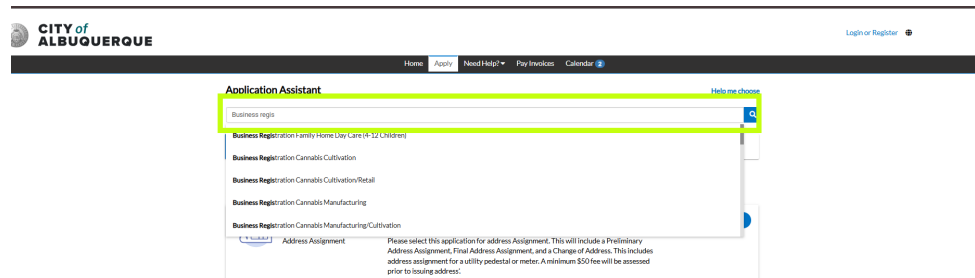 CITY of
ALBUQUERQUE
Login or Register
Home Apply Need Help? Pay Invoices Calendar 2
Application Assistant
Help me choose
Business regis
Business Registration Family Home Day Care (4-12 Children)
Business Registration Cannabis Cultivation
Business Registration Cannabis Cultivation/Retail
Business Registration Cannabis Manufacturing
Business Registration Cannabis Manufacturing/Cultivation
Address Assignment
Please select this application for address Assignment. This will include a Preliminary
Address Assignment, Final Address Assignment, and a Change of Address. This includes
address assignment for a utility pedestal or meter. A minimum $50 fee will be assessed
prior to issuing address'.